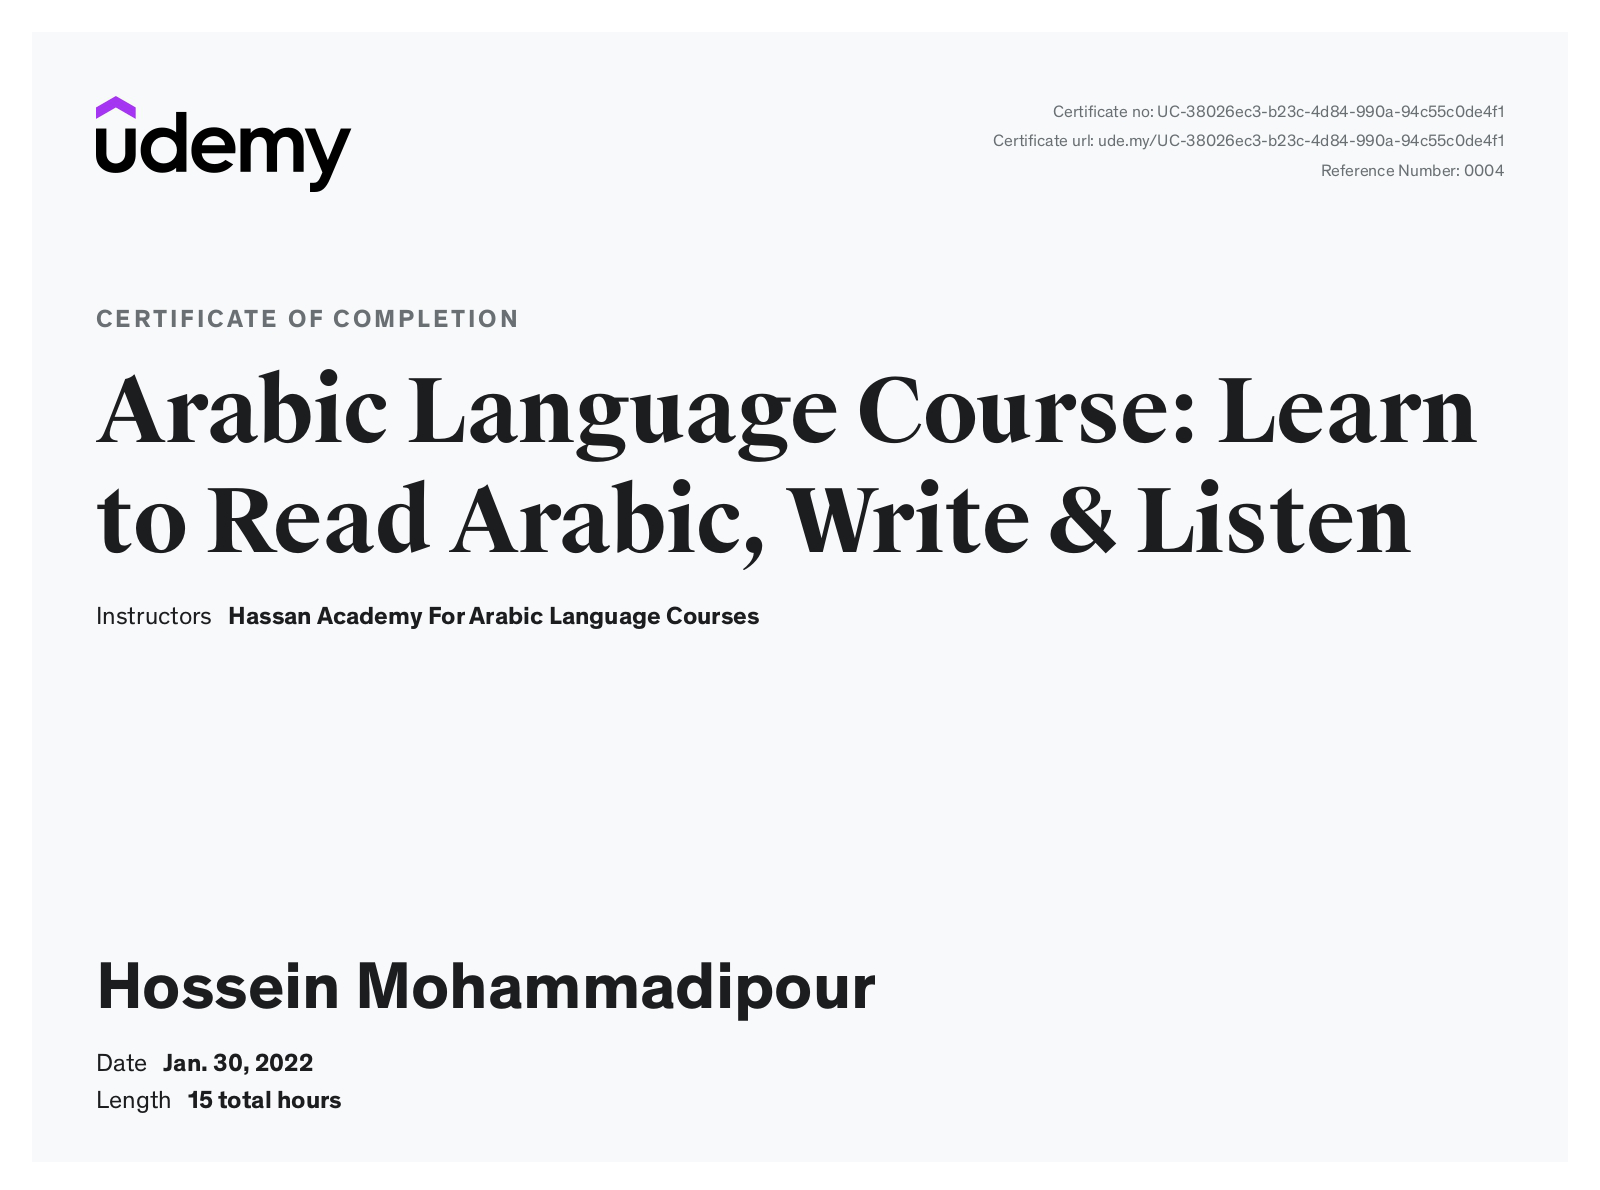 udemy
Certificate no: UC-38026ec3-b23c-4d84-990a-94c55c0de4f1
Certificate url: ude.my/UC-38026ec3-b23c-4d84-990a-94c55c0de4f1
Reference Number: 0004
CERTIFICATE OF COMPLETION
Arabic Language Course: Learn
to Read Arabic, Write & Listen
Instructors Hassan Academy For Arabic Language Courses
Hossein Mohammadipour
Date Jan. 30, 2022
Length 15 total hours